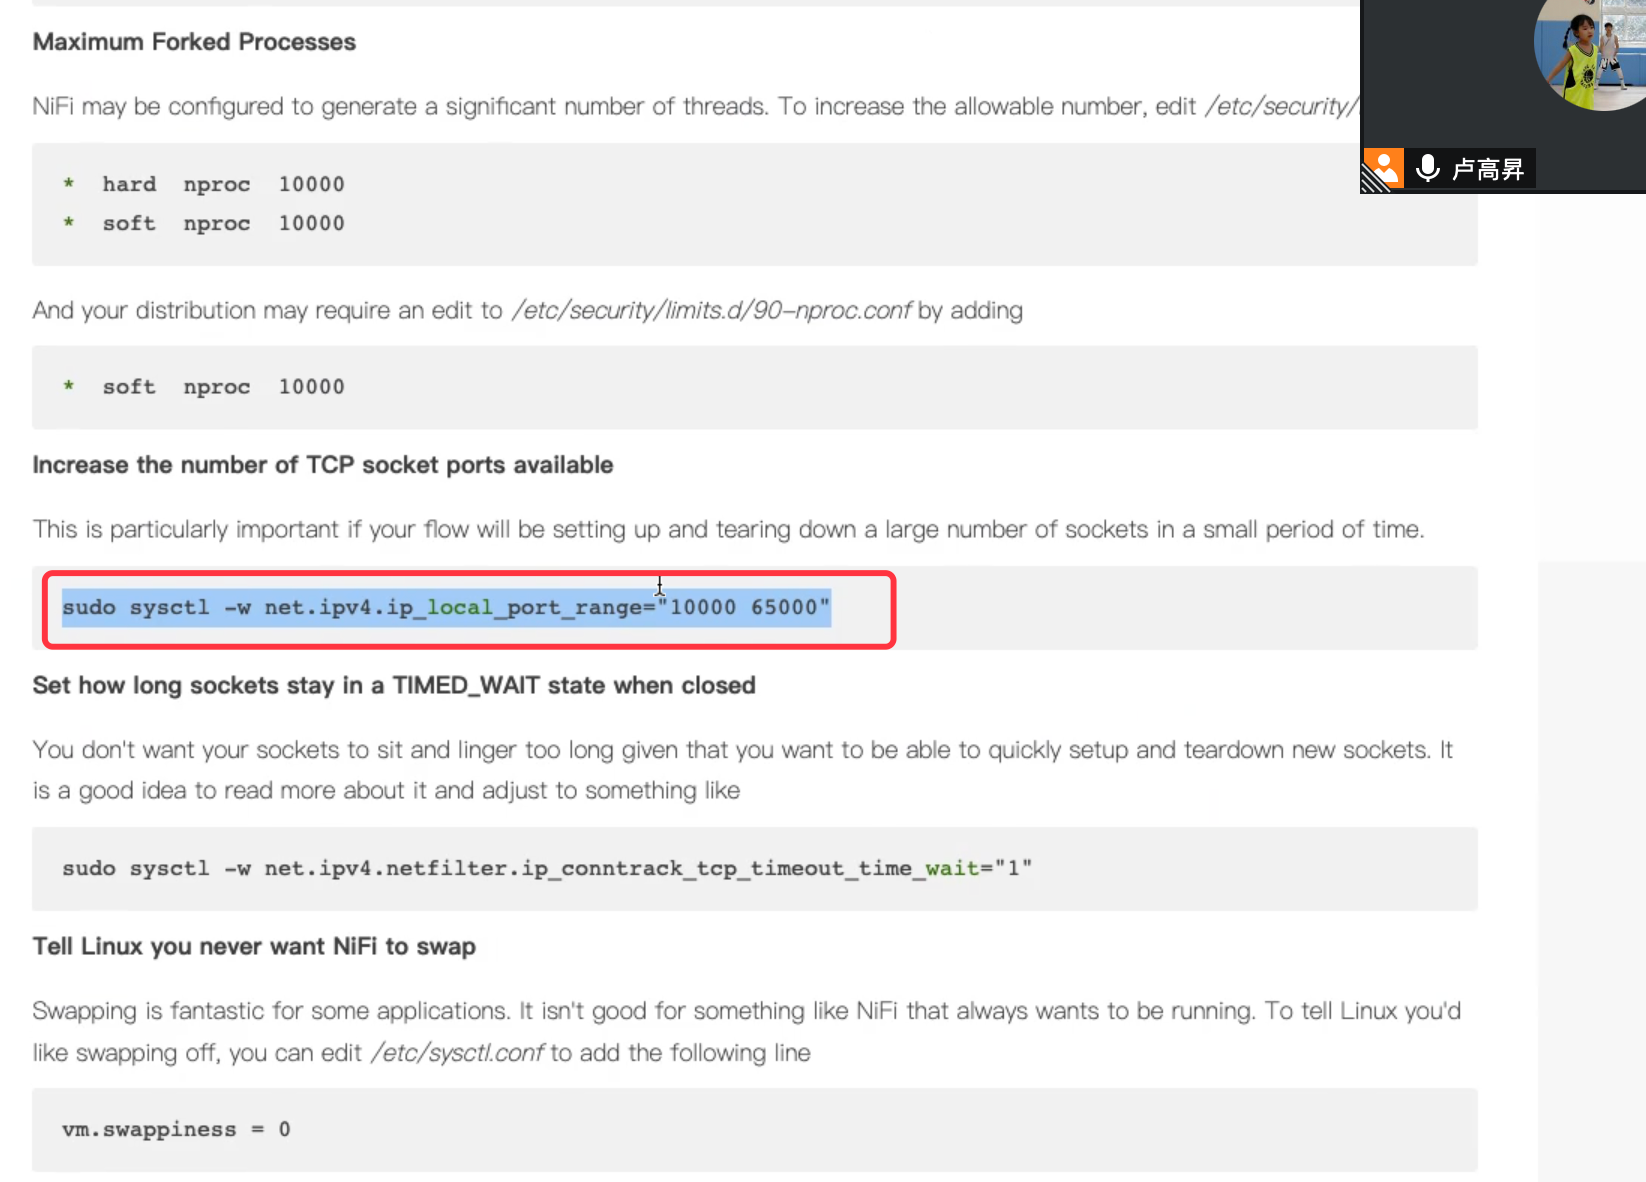 Maximum Forked Processes
NiFi may be configured to generate a significant number of threads. To increase the allowable number, edit /etc/security/
* hard nproc 10000
* soft nproc 10000
And your distribution may require an edit to /etc/security/limits.d/90-nproc.conf by adding
* soft nproc 10000
Increase the number of TCP socket ports available
This is particularly important if your flow will be setting up and tearing down a large number of sockets in a small period of time.
sudo sysctl -w net.ipv4.ip_local_port_range="10000 65000"
Set how long sockets stay in a TIMED_WAIT state when closed
You don't want your sockets to sit and linger too long given that you want to be able to quickly setup and teardown new sockets. It
is a good idea to read more about it and adjust to something like
sudo sysctl -w net.ipv4.netfilter.ip_conntrack_tcp_timeout_time_wait="1"
Tell Linux you never want NiFi to swap
Swapping is fantastic for some applications. It isn't good for something like NiFi that always wants to be running. To tell Linux you'd
like swapping off, you can edit /etc/sysctl.conf to add the following line
vm.swappiness = 0
卢高昇